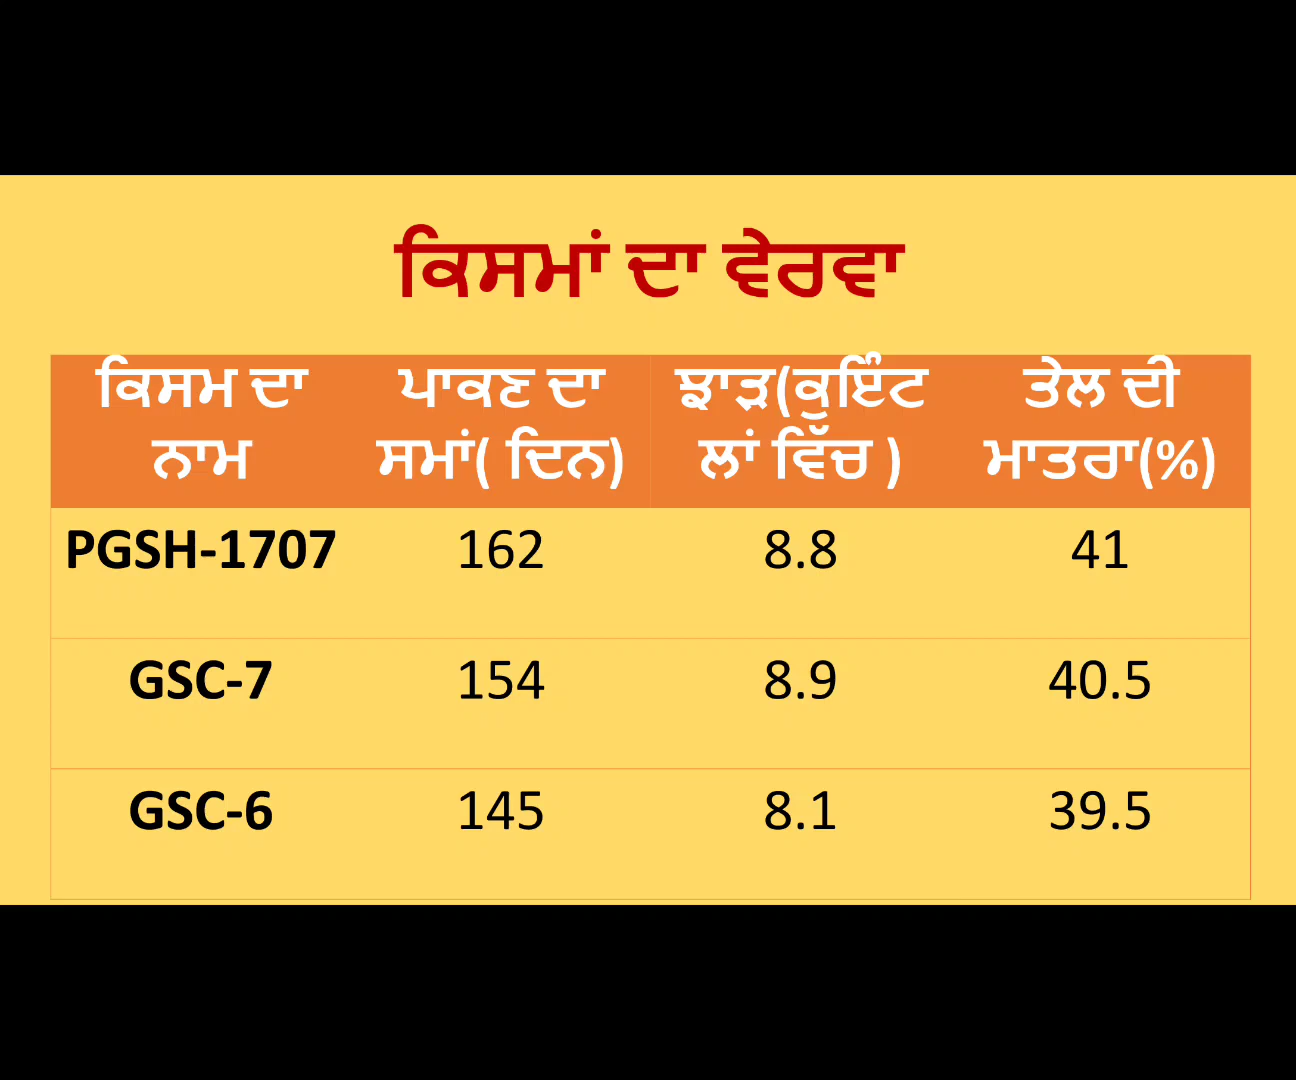 ਕਿਸਮਾਂ ਦਾ ਵੇਰਵਾ
ਕਿਸਮ ਦਾ ਨਾਮ
ਪਾਕਣ ਦਾ ਸਮਾਂ( ਦਿਨ)
ਝਾੜ(ਕੁਇੰਟਲਾਂ ਵਿੱਚ )
ਤੇਲ ਦੀ ਮਾਤਰਾ(%)
PGSH-1707 162 8.8 41
GSC-7 154 8.9 40.5
GSC-6 145 8.1 39.5